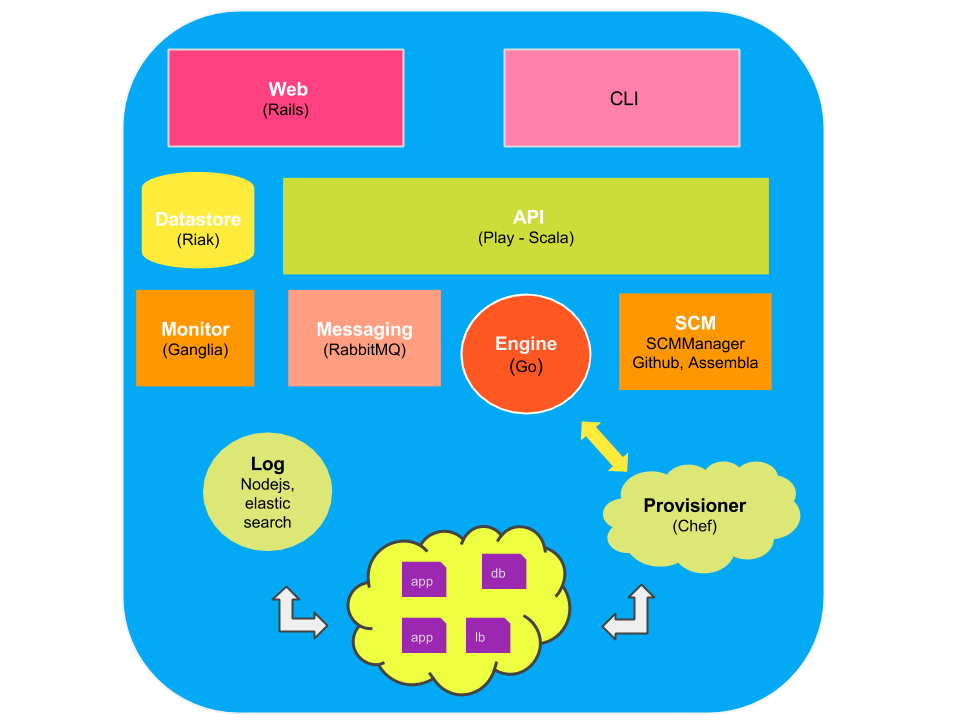 Web
(Rails)
CLI
Datastore
(Riak)
API
(Play - Scala)
Monitor
(Ganglia)
Messaging
(RabbitMQ)
Engine
(Go)
SCM
SCMManager
Github, Assembla
Log
Nodejs,
elastic
search
Provisioner
(Chef)
app
db
app
lb